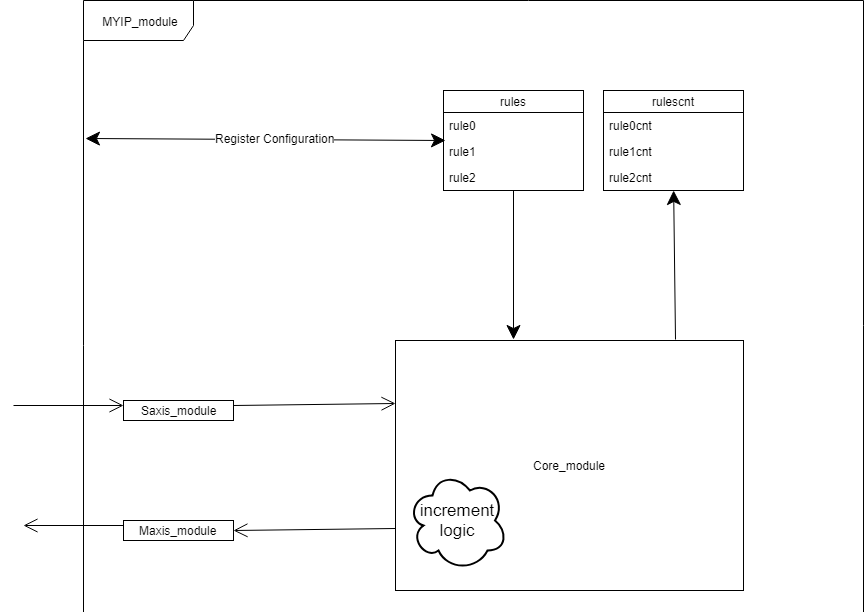 MYIP_module
rules
rulescnt
rule0
rule0cnt
Register Configuration
rule1
rule1cnt
rule2
rule2cnt
Saxis_module
Core_module
increment
logic
Maxis_module